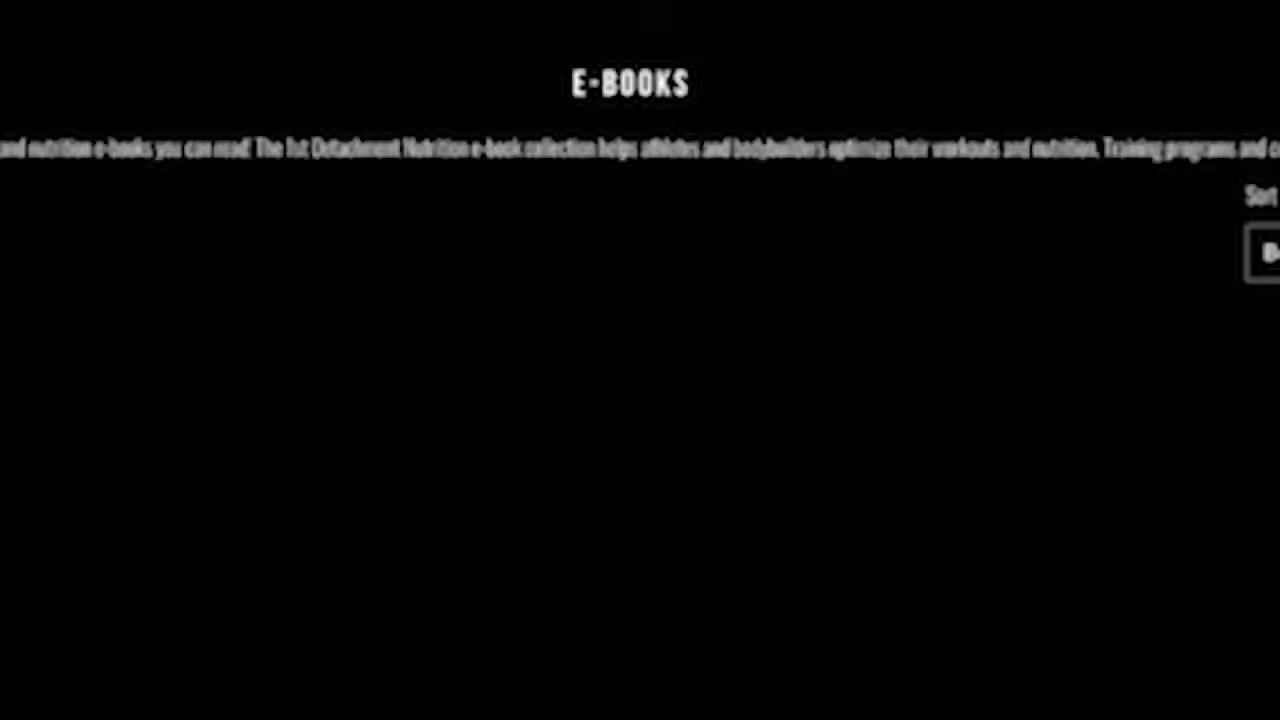 E-BOOKS
and nutrition e-books you can read! The 1st Detachment Nutrition e-book collection helps athletes and bodybuilders optimize their workouts and nutrition. Training programs and
Sort